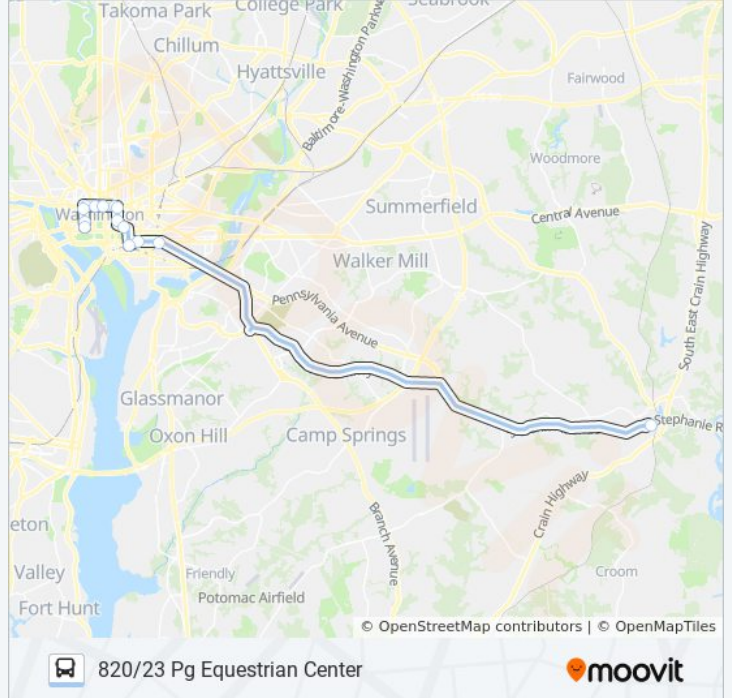 Takoma Park
College Park
Seabrook
Chillum
Hyattsville
Baltimore-Washington Parkway
Fairwood
Woodmore
Washington
Summerfield
Central Avenue
Walker Mill
South East Crain Highway
Pennsylvania Avenue
Glassmanor
Oxon Hill
Camp Springs
Stephanie R
Crain Highway
Branch Avenue
eton
Valley
Friendly
Croom
Potomac Airfield
Fort Hunt
© OpenStreetMap contributors | © OpenMapTiles
820/23 Pg Equestrian Center
moovit